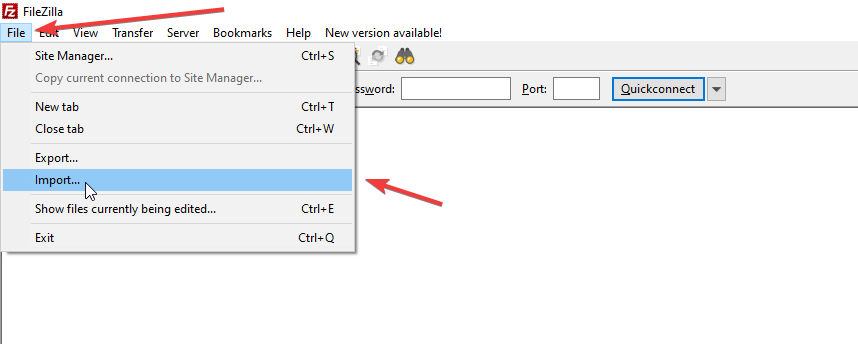 FileZilla
File Edit View Transfer Server Bookmarks Help New version available!
Site Manager... Ctrl+S
Copy current connection to Site Manager...
ssword: Port: Quickconnect
New tab Ctrl+T
Close tab Ctrl+W
Export...
Import...
Show files currently being edited... Ctrl+E
Exit Ctrl+Q